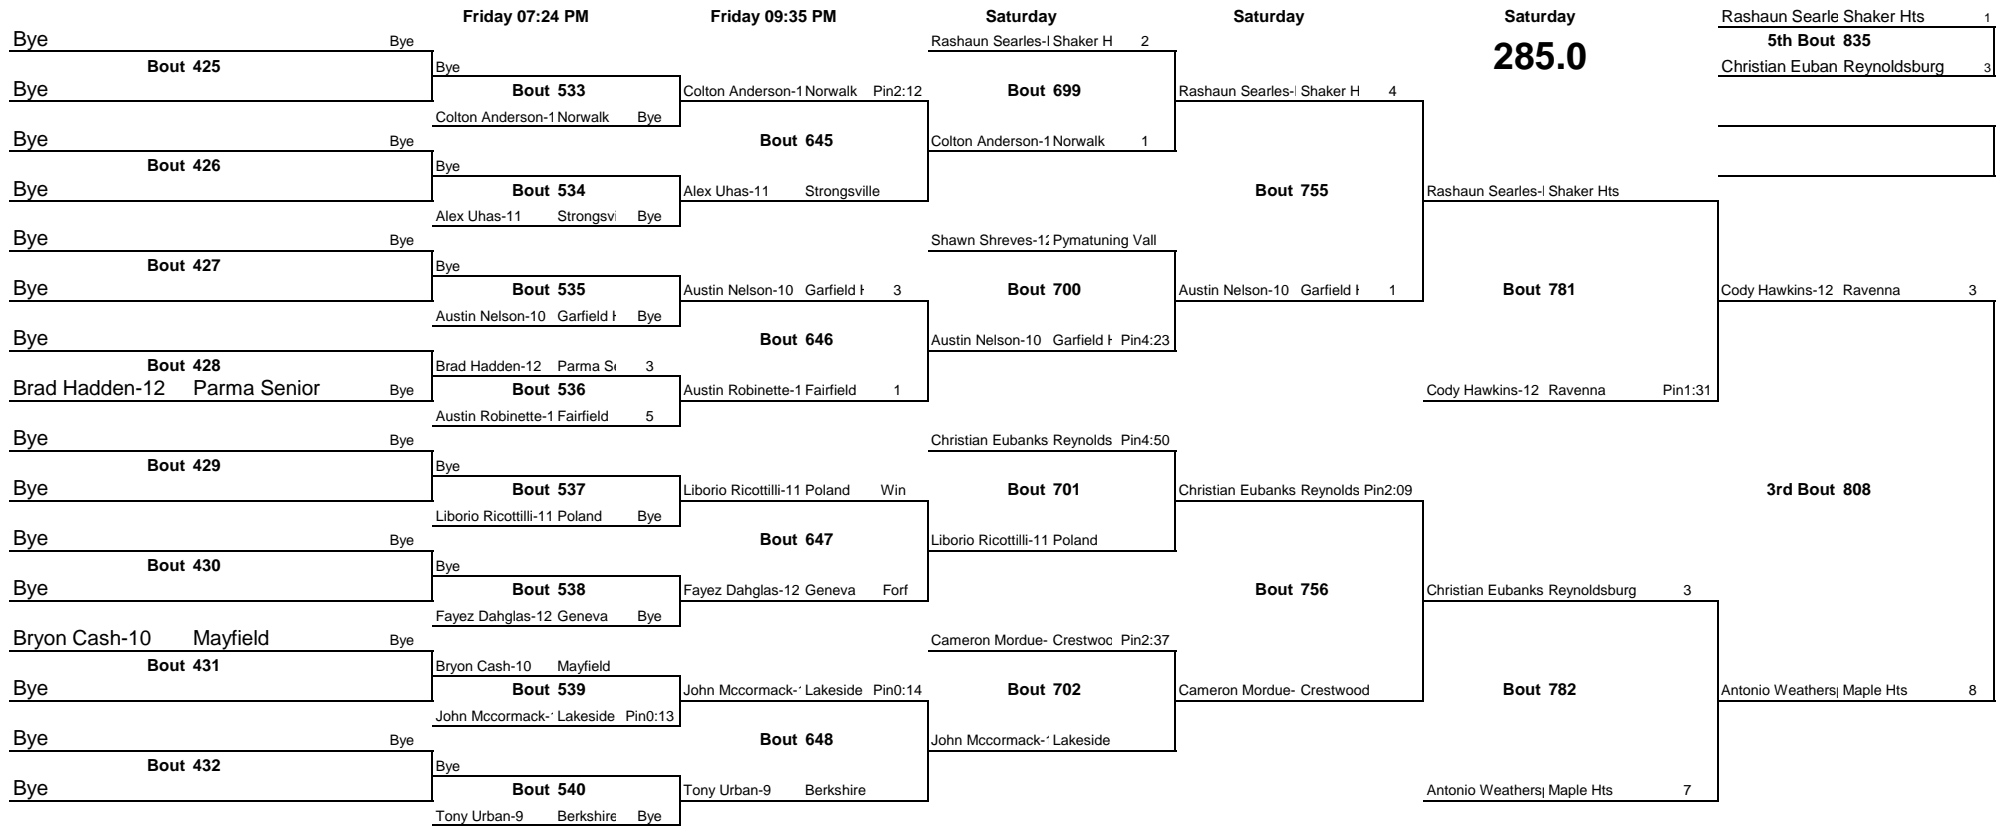 Friday 07:24 PM Friday 09:35 PM Saturday Saturday Saturday
285.0
Bye Bye
Bout 425
Bye
Bye Bye
Bout 426
Bye
Bye Bye
Bout 427
Bye
Bye
Bout 428
Brad Hadden-12 Parma Senior Bye
Bye Bye
Bout 429
Bye
Bye Bye
Bout 430
Bye
Bryon Cash-10 Mayfield Bye
Bout 431
Bye
Bye Bye
Bout 432
Bye
Bye
Bout 533
Colton Anderson-1 Norwalk Bye
Bye
Bout 534
Alex Uhas-11 Strongsvi Bye
Bye
Bout 535
Austin Nelson-10 Garfield H Bye
Brad Hadden-12 Parma Se 3
Bout 536
Austin Robinette-1 Fairfield 5
Bye
Bout 537
Liborio Ricottilli-11 Poland Bye
Bye
Bout 538
Fayez Dahglas-12 Geneva Bye
Bryon Cash-10 Mayfield
Bout 539
John Mccormack-1 Lakeside Pin0:13
Bye
Bout 540
Tony Urban-9 Berkshire Bye
Colton Anderson-1 Norwalk Pin2:12
Bout 645
Alex Uhas-11 Strongsville
Austin Nelson-10 Garfield H 3
Bout 646
Austin Robinette-1 Fairfield 1
Liborio Ricottilli-11 Poland Win
Bout 647
Fayez Dahglas-12 Geneva Forf
John Mccormack-1 Lakeside Pin0:14
Bout 648
Tony Urban-9 Berkshire
Rashaun Searles- Shaker H 2
Bout 699
Colton Anderson-1 Norwalk 1
Shawn Shreves-12 Pymatuning Vall
Bout 700
Austin Nelson-10 Garfield H Pin4:23
Christian Eubanks Reynolds Pin4:50
Bout 701
Liborio Ricottilli-11 Poland
Cameron Mordue- Crestwoo Pin2:37
Bout 702
John Mccormack-1 Lakeside
Rashaun Searles- Shaker H 4
Bout 755
Austin Nelson-10 Garfield H 1
Christian Eubanks Reynolds Pin2:09
Bout 756
Cameron Mordue- Crestwood
Rashaun Searles- Shaker Hts
Bout 781
Cody Hawkins-12 Ravenna Pin1:31
Christian Eubanks Reynoldsburg 3
Bout 782
Antonio Weathersp Maple Hts 7
Rashaun Searle Shaker Hts 1
5th Bout 835
Christian Euban Reynoldsburg 3
Cody Hawkins-12 Ravenna 3
3rd Bout 808
Antonio Weathersp Maple Hts 8